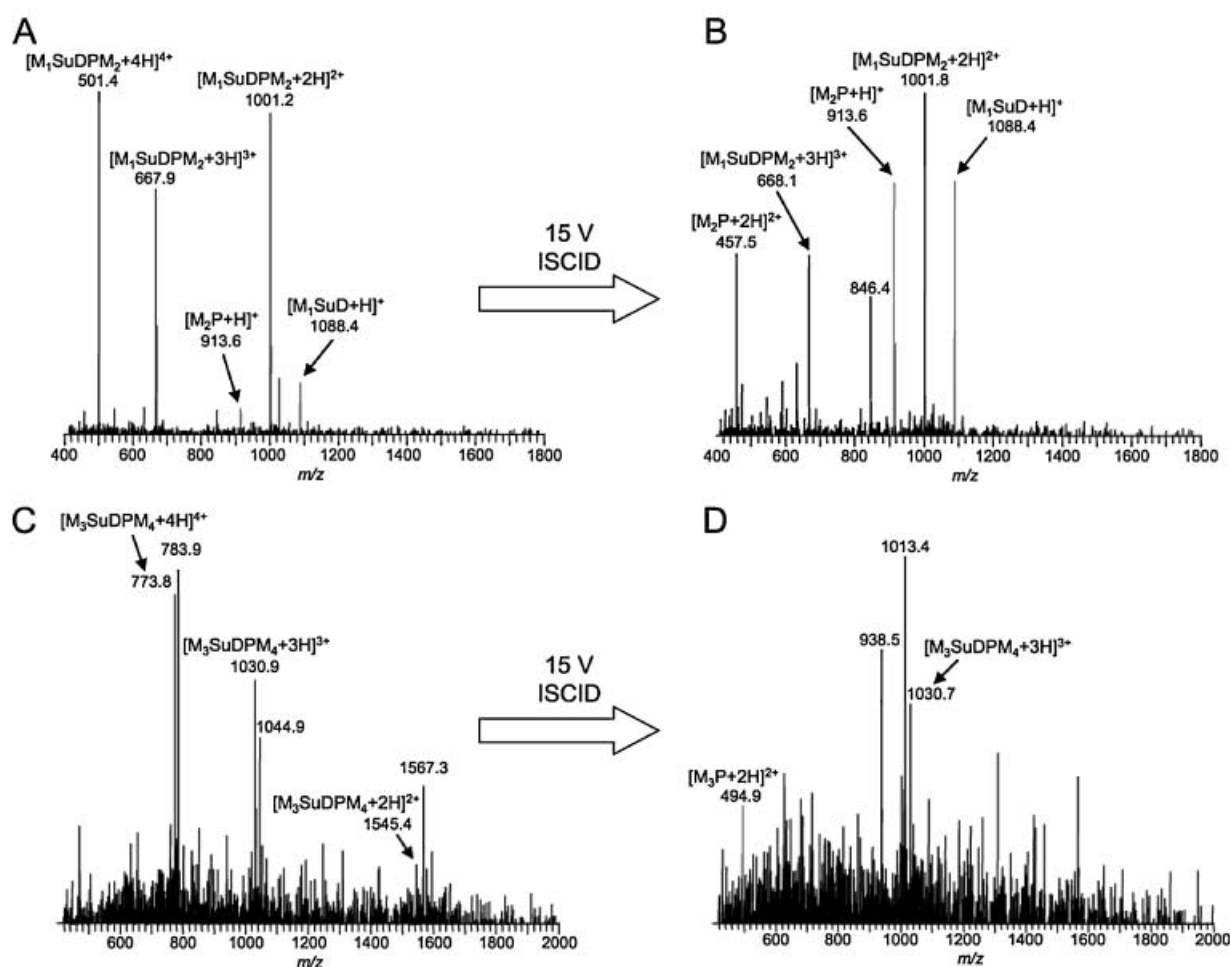 A
[M₁SuDPM₂+4H]⁴⁺
501.4
[M₁SuDPM₂+2H]²⁺
1001.2
[M₁SuDPM₂+3H]³⁺
667.9
[M₂P+H]⁺
913.6
[M₁SuD+H]⁺
1088.4
400 600 800 1000 1200 1400 1600 1800
m/z
15 V
ISCID
B
[M₁SuDPM₂+2H]²⁺
1001.8
[M₂P+H]⁺
913.6
[M₁SuD+H]⁺
1088.4
[M₁SuDPM₂+3H]³⁺
668.1
[M₂P+2H]²⁺
457.5
846.4
400 600 800 1000 1200 1400 1600 1800
m/z
C
[M₃SuDPM₄+4H]⁴⁺
783.9
773.8
[M₃SuDPM₄+3H]³⁺
1030.9
1044.9
1567.3
[M₃SuDPM₄+2H]²⁺
1545.4
600 800 1000 1200 1400 1600 1800 2000
m/z
15 V
ISCID
D
1013.4
938.5
[M₃SuDPM₄+3H]³⁺
1030.7
[M₃P+2H]²⁺
494.9
600 800 1000 1200 1400 1600 1800 2000
m/z